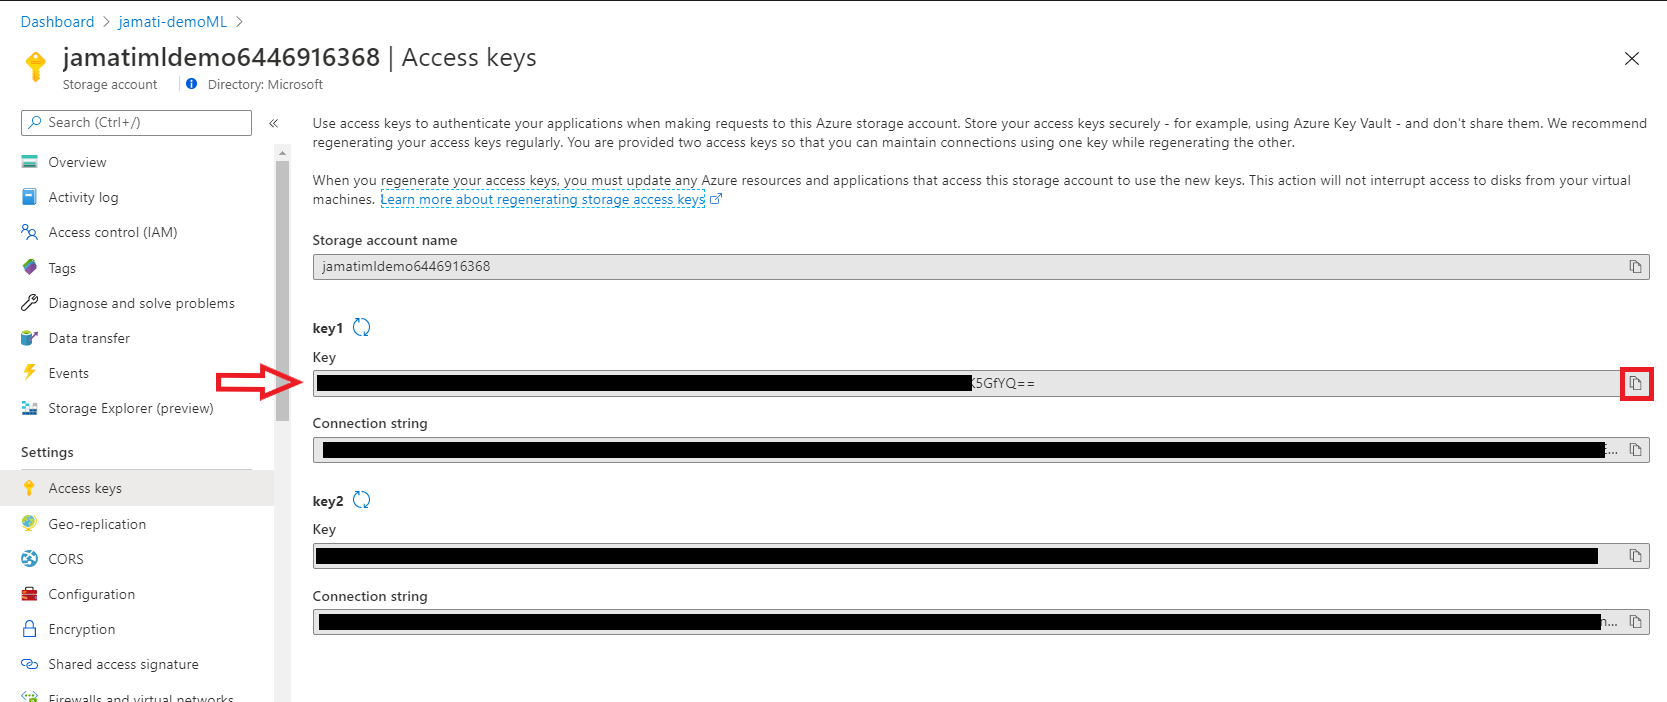 Dashboard > jamati-demoML >
jamatimldemo6446916368 | Access keys
Storage account
Directory: Microsoft
Search (Ctrl+/)
«
Overview
Activity log
Access control (IAM)
Tags
Diagnose and solve problems
Data transfer
Events
Storage Explorer (preview)
Settings
Access keys
Geo-replication
CORS
Configuration
Encryption
Shared access signature
Firewalls and virtual networks
Use access keys to authenticate your applications when making requests to this Azure storage account. Store your access keys securely - for example, using Azure Key Vault - and don't share them. We recommend
regenerating your access keys regularly. You are provided two access keys so that you can maintain connections using one key while regenerating the other.
When you regenerate your access keys, you must update any Azure resources and applications that access this storage account to use the new keys. This action will not interrupt access to disks from your virtual
machines. Learn more about regenerating storage access keys
Storage account name
jamatimldemo6446916368
key1
Key
5GfYQ==
Connection string
...
key2
Key
Connection string
...